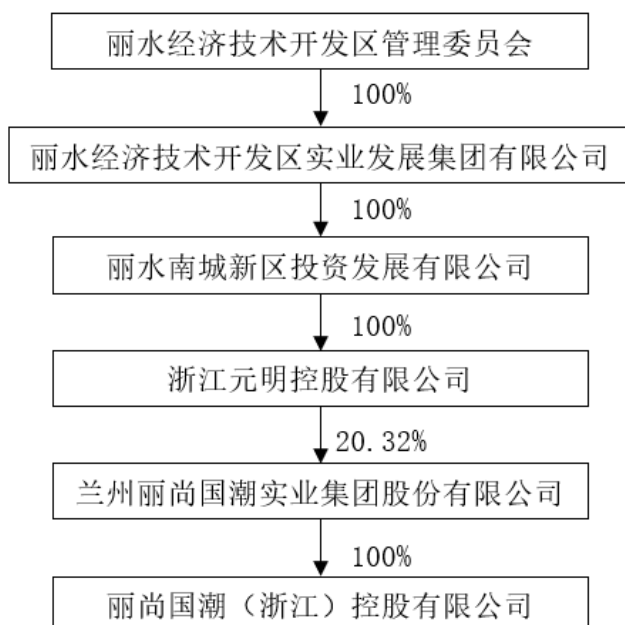 丽水经济技术开发区管理委员会
100%
丽水经济技术开发区实业发展集团有限公司
100%
丽水南城新区投资发展有限公司
100%
浙江元明控股有限公司
20.32%
兰州丽尚国潮实业集团股份有限公司
100%
丽尚国潮（浙江）控股有限公司